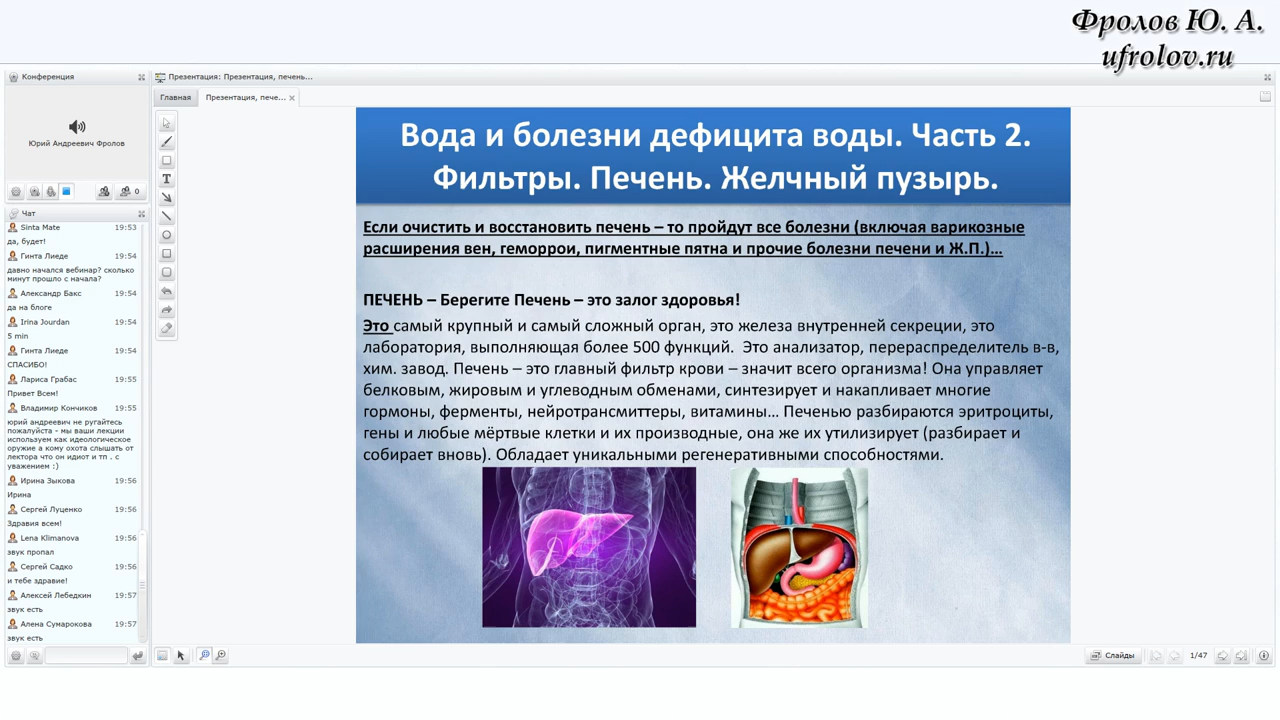 Фролов Ю. А.
ufrolov.ru
Конференция
Юрий Андреевич Фролов
0
Чат
Sinta Mate 19:53
да, будет!
Гинта Лиеде 19:54
давно начался вебинар? сколько
минут прошло с начала?
Александр Бакс 19:54
да на блоге
Irina Jourdan 19:54
5 min
Гинта Лиеде 19:54
СПАСИБО!
Лариса Грабас 19:55
Привет Всем!
Владимир Кончиков 19:55
юрий андреевич не ругайтесь
пожалуйста - мы ваши лекции
используем как идеологическое
оружие а кому охота слышать от
лектора что он идиот и тп . с
уважением :)
Ирина Зыкова 19:56
Ирина
Сергей Луценко 19:56
Здравия всем!
Lena Klimanova 19:56
звук пропал
Сергей Садко 19:56
и тебе здравие!
Алексей Лебедкин 19:57
звук есть
Алена Сумарокова 19:57
звук есть
Презентация: Презентация, печень...
Главная
Презентация, пече...
T
Вода и болезни дефицита воды. Часть 2.
Фильтры. Печень. Желчный пузырь.
Если очистить и восстановить печень – то пройдут все болезни (включая варикозные
расширения вен, геморрои, пигментные пятна и прочие болезни печени и Ж.П.)…
ПЕЧЕНЬ – Берегите Печень – это залог здоровья!
Это самый крупный и самый сложный орган, это железа внутренней секреции, это
лаборатория, выполняющая более 500 функций. Это анализатор, перераспределитель в-в,
хим. завод. Печень – это главный фильтр крови – значит всего организма! Она управляет
белковым, жировым и углеводным обменами, синтезирует и накапливает многие
гормоны, ферменты, нейротрансмиттеры, витамины… Печенью разбираются эритроциты,
гены и любые мёртвые клетки и их производные, она же их утилизирует (разбирает и
собирает вновь). Обладает уникальными регенеративными способностями.
Слайды
1/47